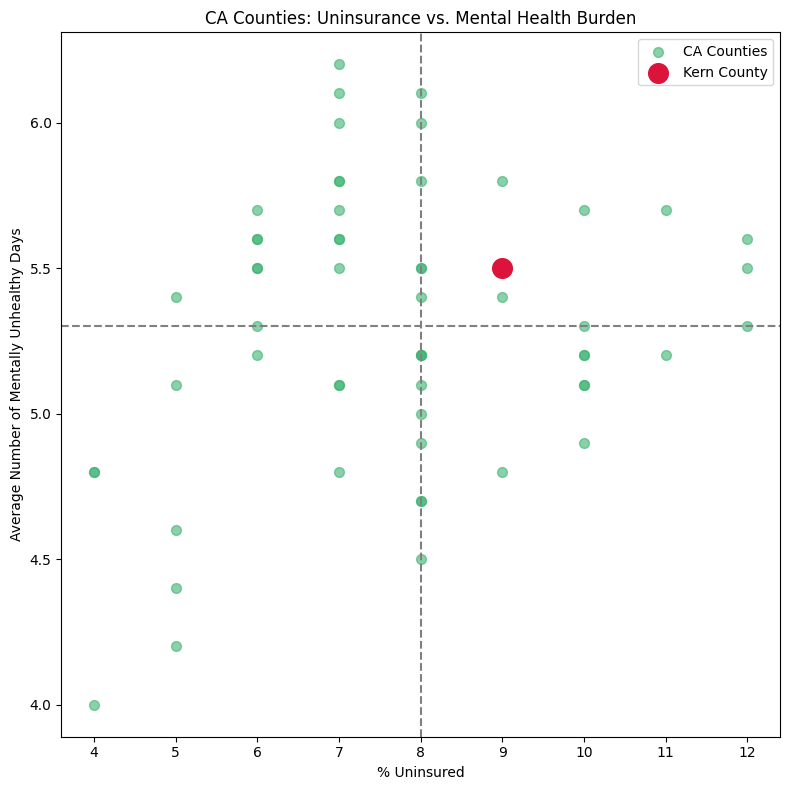 CA Counties: Uninsurance vs. Mental Health Burden
CA Counties
Kern County
Average Number of Mentally Unhealthy Days
6.0
5.5
5.0
4.5
4.0
4 5 6 7 8 9 10 11 12
% Uninsured